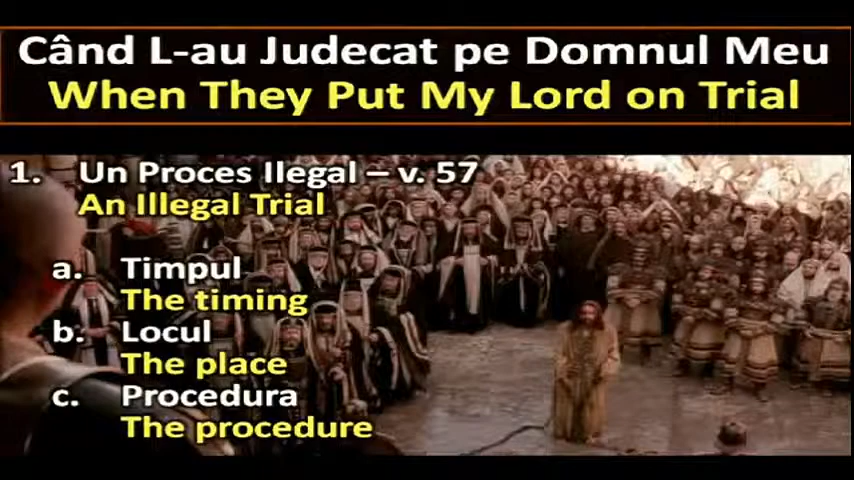 Când L-au Judecat pe Domnul Meu
When They Put My Lord on Trial
1. Un Proces Ilegal – v. 57
An Illegal Trial
a. Timpul
The timing
b. Locul
The place
c. Procedura
The procedure